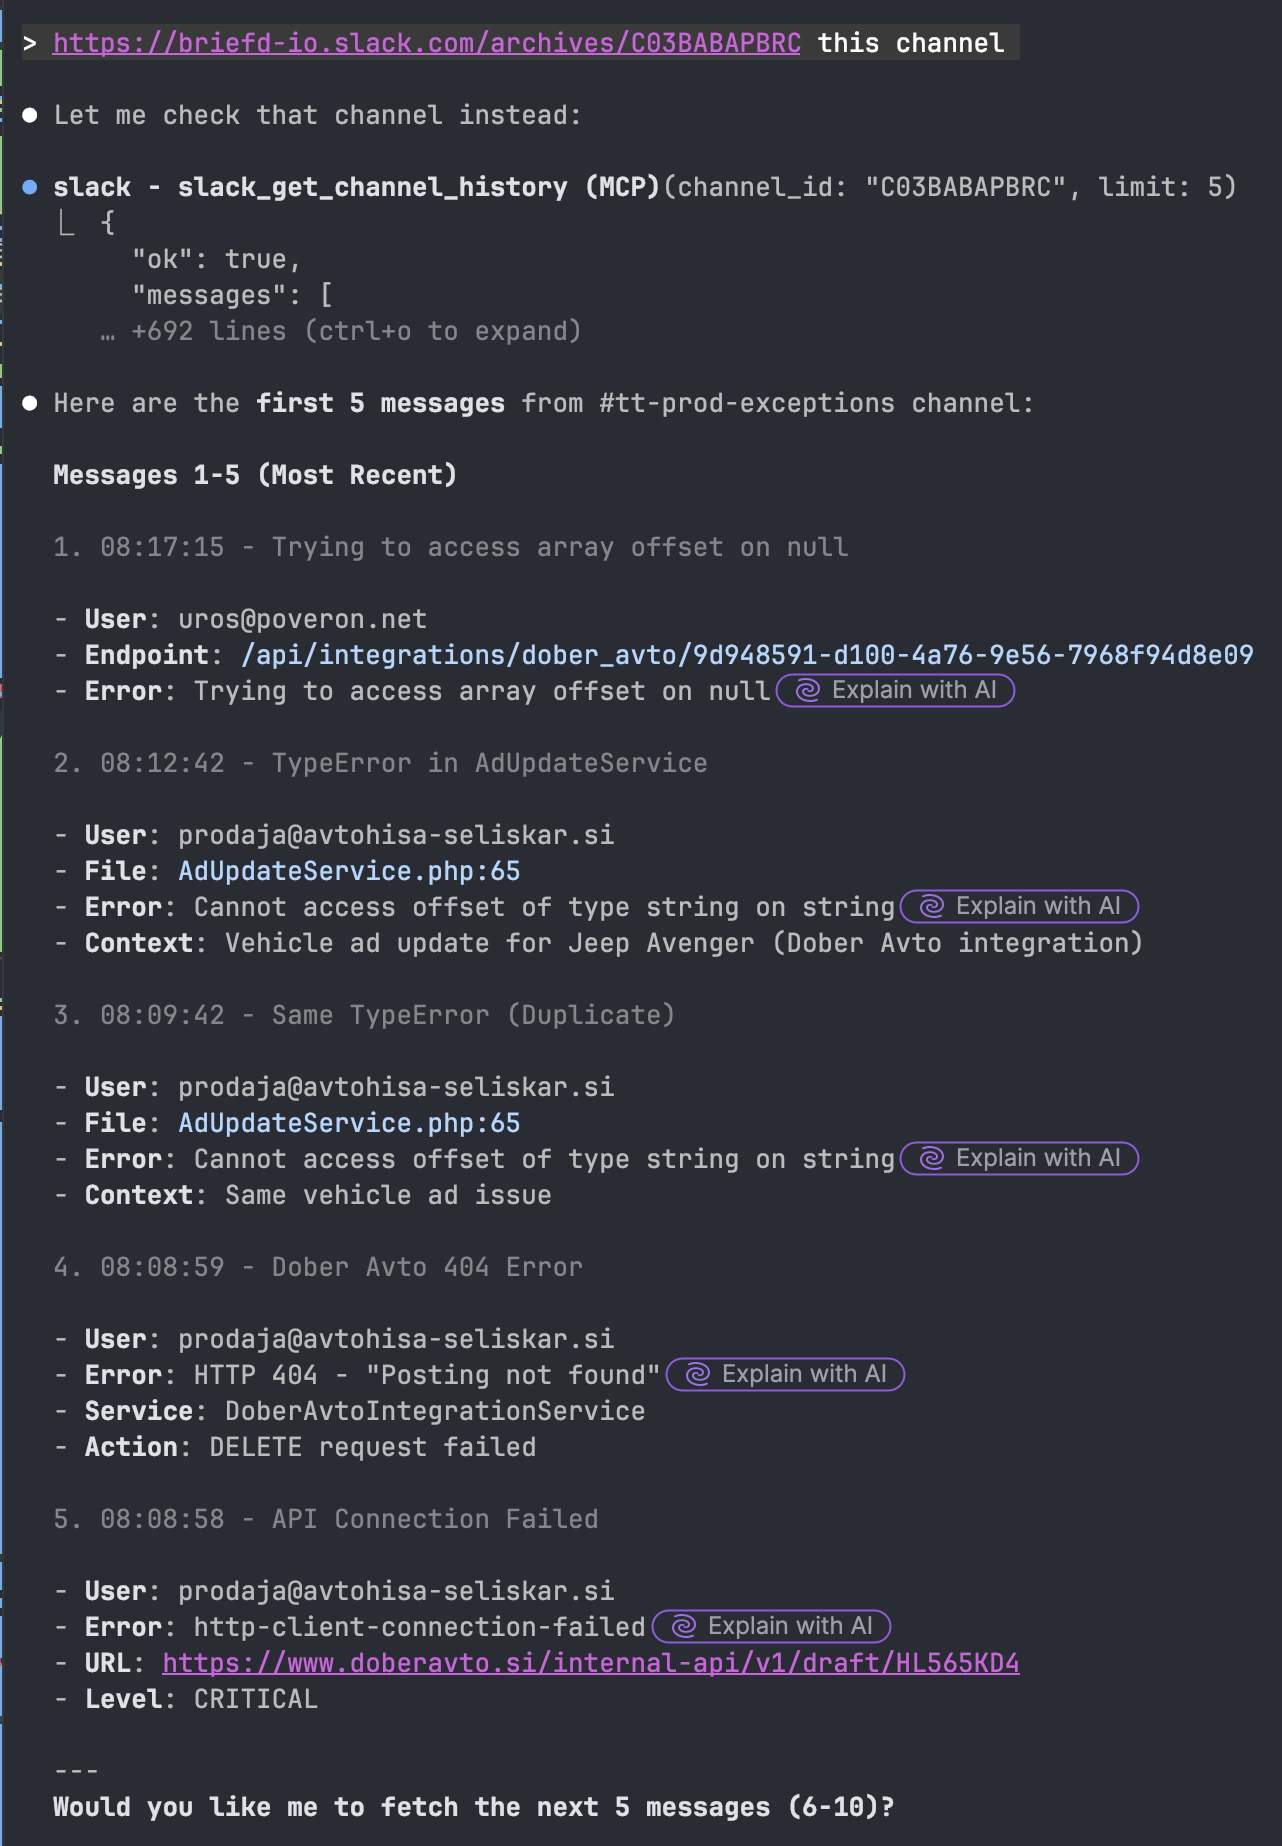 > https://briefd-io.slack.com/archives/C03BABAPBRC this channel
● Let me check that channel instead:
● slack - slack_get_channel_history (MCP)(channel_id: "C03BABAPBRC", limit: 5)
⎿ {
"ok": true,
"messages": [
… +692 lines (ctrl+o to expand)
● Here are the first 5 messages from #tt-prod-exceptions channel:
Messages 1-5 (Most Recent)
1. 08:17:15 - Trying to access array offset on null
- User: uros@poveron.net
- Endpoint: /api/integrations/dober_avto/9d948591-d100-4a76-9e56-7968f94d8e09
- Error: Trying to access array offset on null Explain with AI
2. 08:12:42 - TypeError in AdUpdateService
- User: prodaja@avtohisa-seliskar.si
- File: AdUpdateService.php:65
- Error: Cannot access offset of type string on string Explain with AI
- Context: Vehicle ad update for Jeep Avenger (Dober Avto integration)
3. 08:09:42 - Same TypeError (Duplicate)
- User: prodaja@avtohisa-seliskar.si
- File: AdUpdateService.php:65
- Error: Cannot access offset of type string on string Explain with AI
- Context: Same vehicle ad issue
4. 08:08:59 - Dober Avto 404 Error
- User: prodaja@avtohisa-seliskar.si
- Error: HTTP 404 - "Posting not found" Explain with AI
- Service: DoberAvtoIntegrationService
- Action: DELETE request failed
5. 08:08:58 - API Connection Failed
- User: prodaja@avtohisa-seliskar.si
- Error: http-client-connection-failed Explain with AI
- URL: https://www.doberavto.si/internal-api/v1/draft/HL565KD4
- Level: CRITICAL
---
Would you like me to fetch the next 5 messages (6-10)?